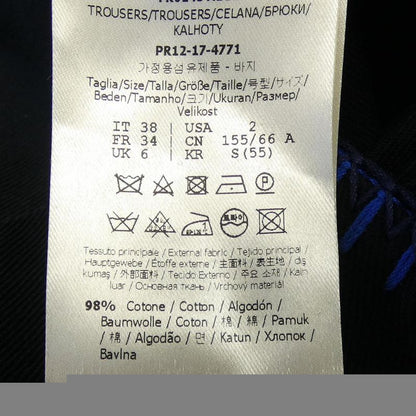 TROUSERS/TROUSERS/CELANA/БРЮКИ/
KALHOTY
PR12-17-4771
가정용섬유제품 - 바지
Taglia/Size/Talla/Größe/Taille/号型/サイズ/
Beden/Tamanho/크기/Ukuran/Размер/
Velikost
IT 38 USA 2
FR 34 CN 155/66 A
UK 6 KR S(55)
P
드라이
Tessuto principale / External fabric / Tejido principal /
Hauptgewebe / Étoffe externe / 主面料 / 表生地 / dış
kumaş / 外部面料 / Tecido Externo / 주요 소재 / Kain
luar / Основная ткань / Vrchový materiál
98% Cotone / Cotton / Algodón /
Baumwolle / Coton / 棉 / 綿 / Pamuk
/ 棉 / Algodão / 면 / Katun / Хлопок /
Bavlna